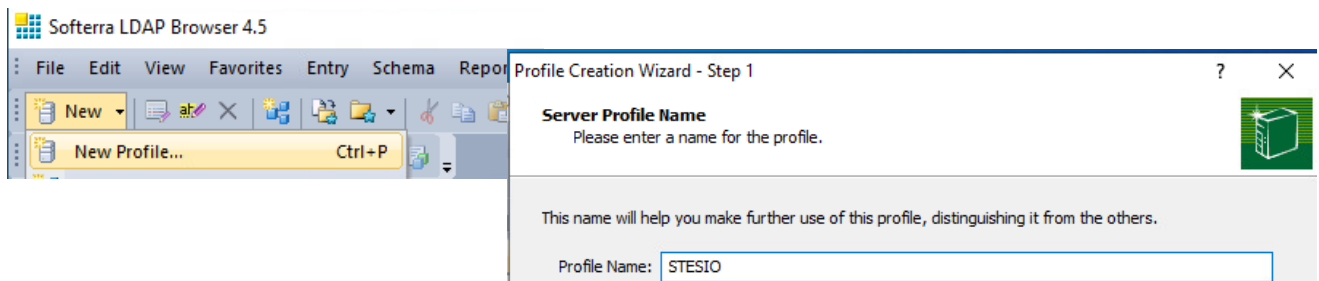 Softerra LDAP Browser 4.5
File Edit View Favorites Entry Schema Repor
New
New Profile... Ctrl+P
Profile Creation Wizard - Step 1
Server Profile Name
Please enter a name for the profile.
This name will help you make further use of this profile, distinguishing it from the others.
Profile Name: STESIO